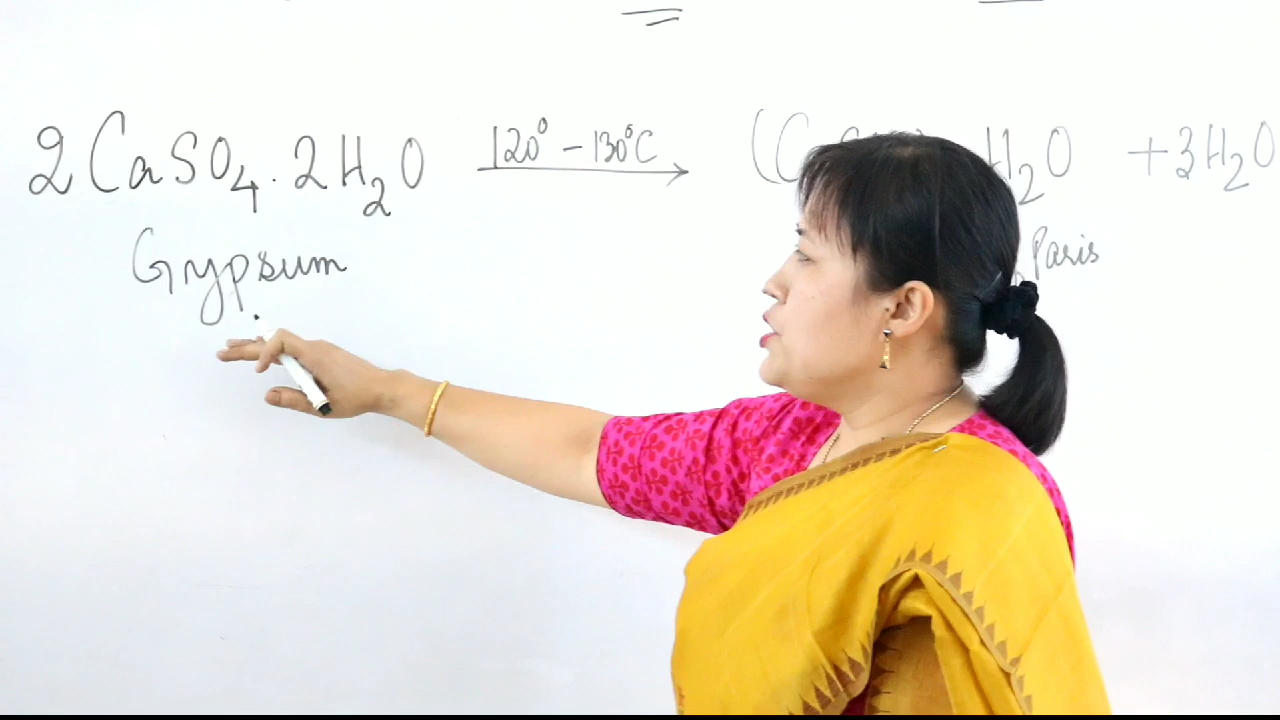 2CaSO₄.2H₂O 120° - 130°C → (C H₂O + 3H₂O
Gypsum Paris